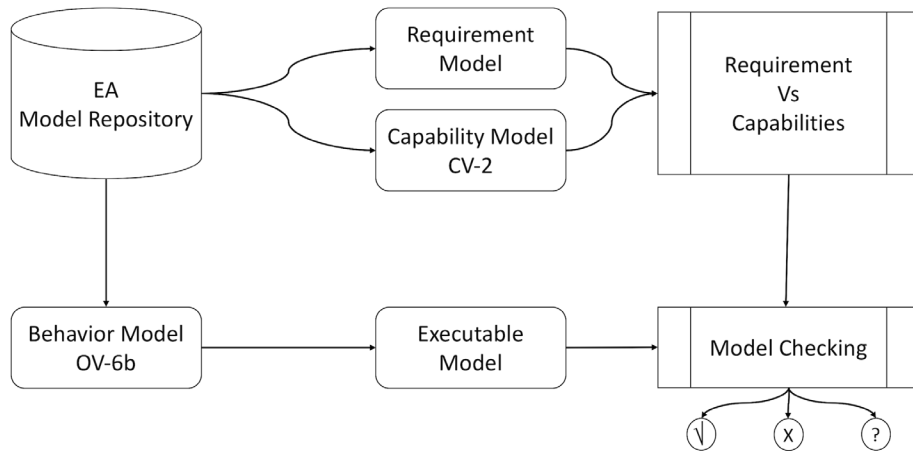 EA
Model Repository
Requirement
Model
Capability Model
CV-2
Requirement
Vs
Capabilities
Behavior Model
OV-6b
Executable
Model
Model Checking
√
X
?